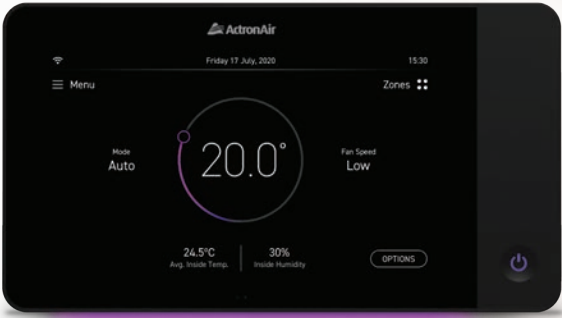 ActronAir
Friday 17 July, 2020
15:30
Menu
Zones
Mode
Auto
20.0°
Fan Speed
Low
24.5°C
Avg. Inside Temp.
30%
Inside Humidity
OPTIONS